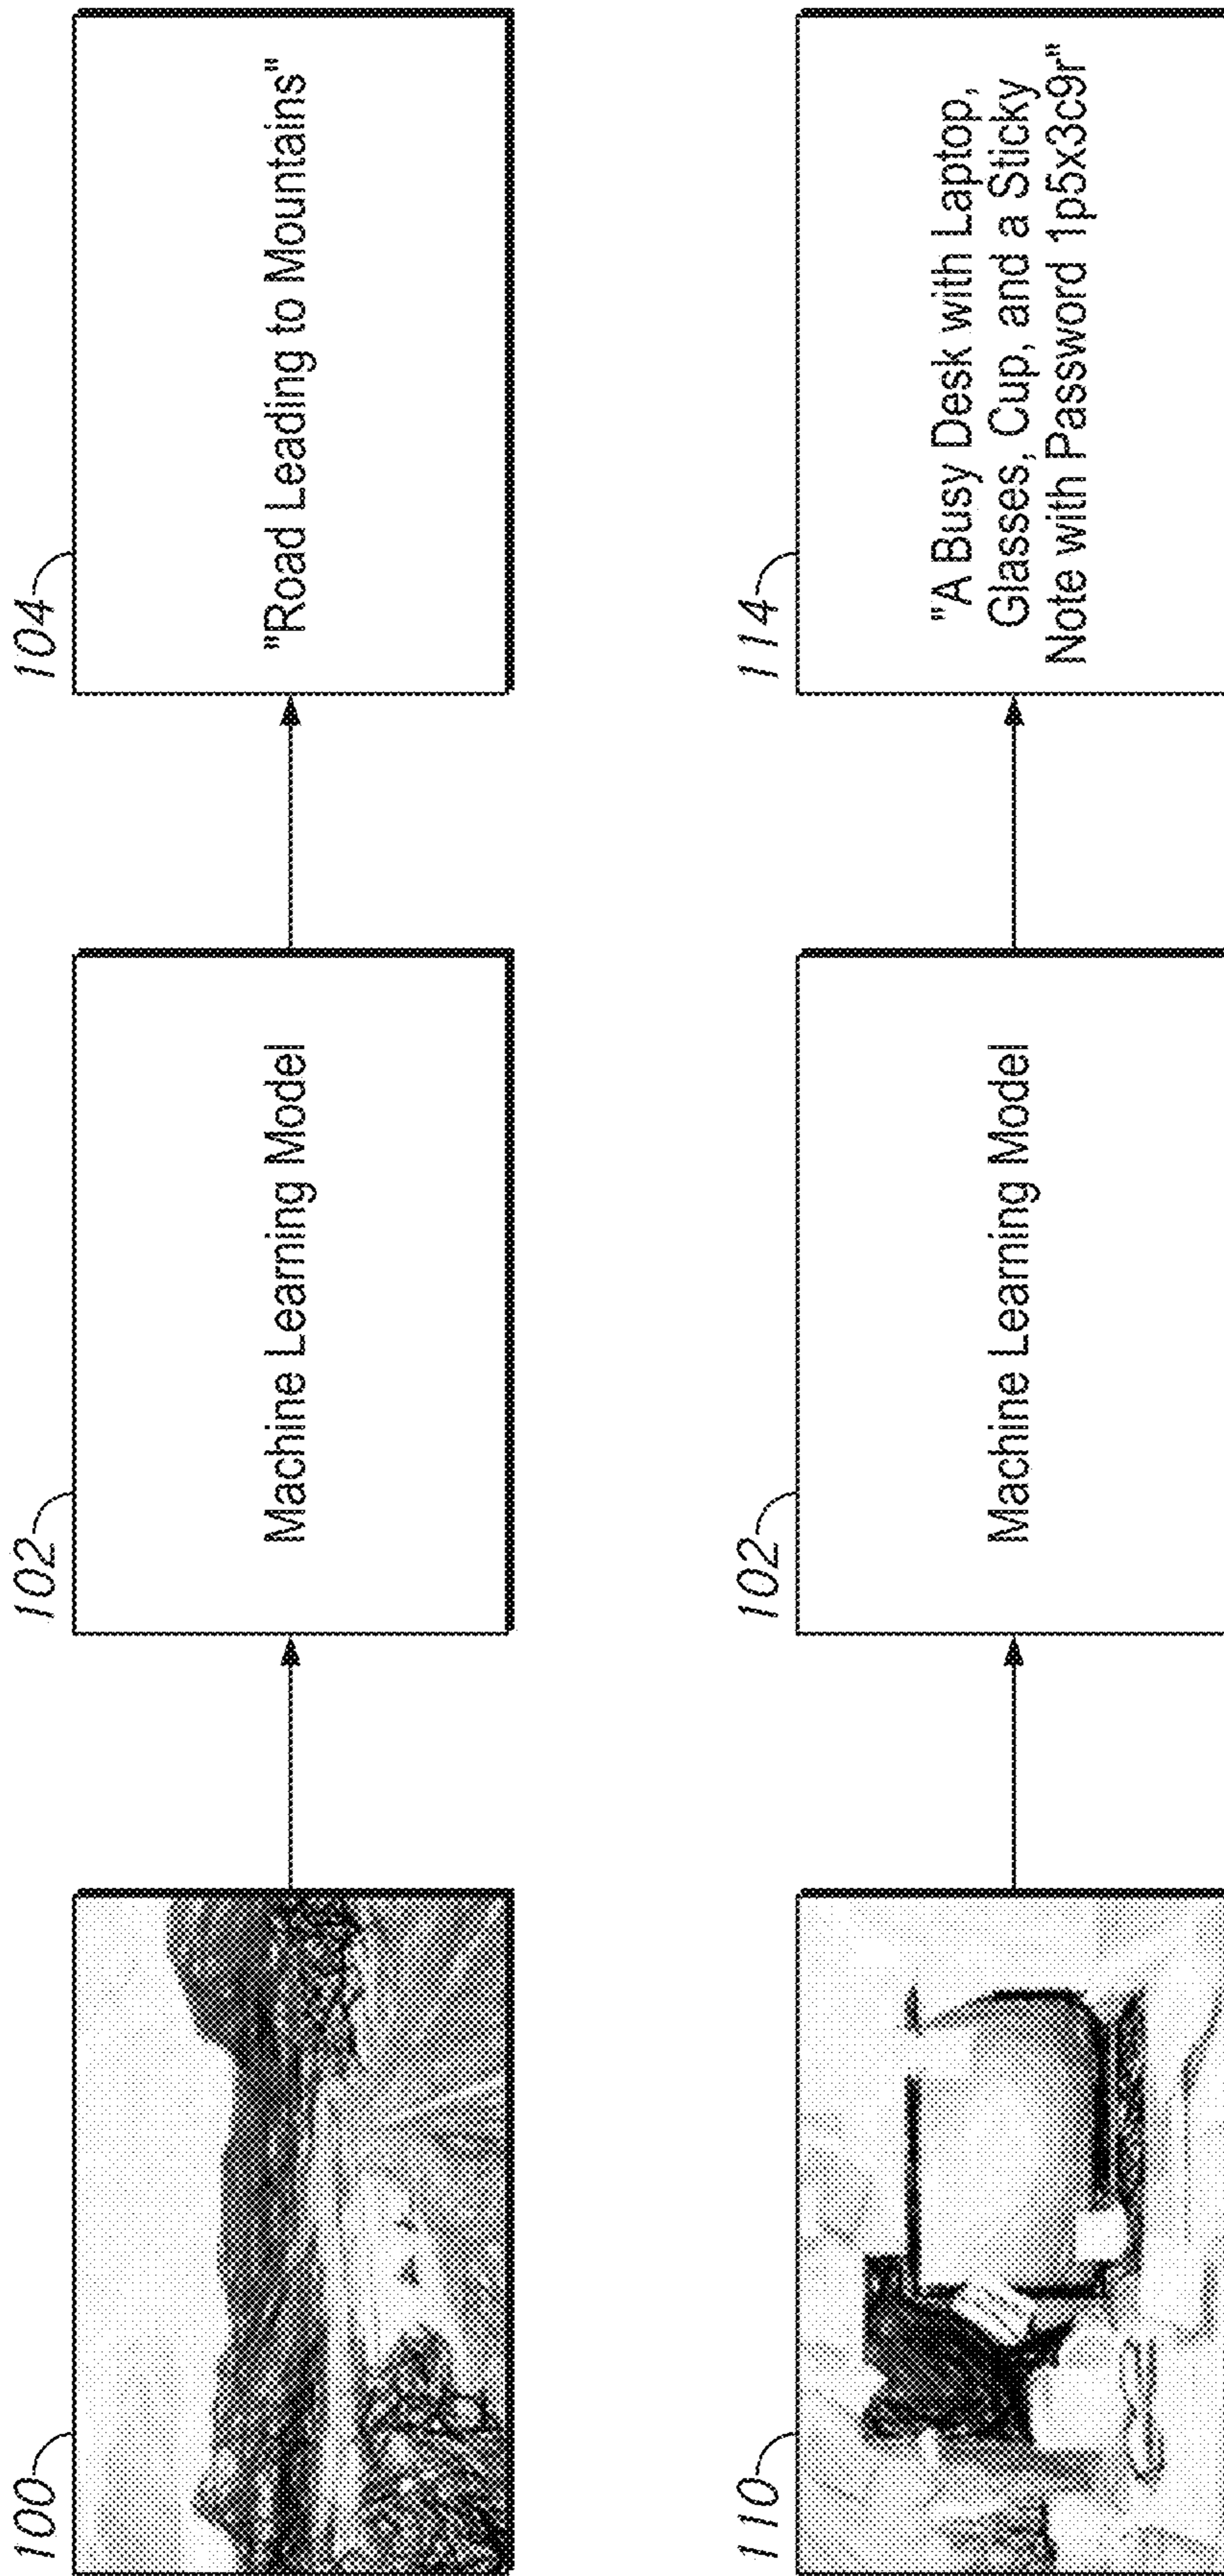 100
102
Machine Learning Model
104
"Road Leading to Mountains"
110
102
Machine Learning Model
114
"A Busy Desk with Laptop,
Glasses, Cup, and a Sticky
Note with Password 1p5x3c9r"